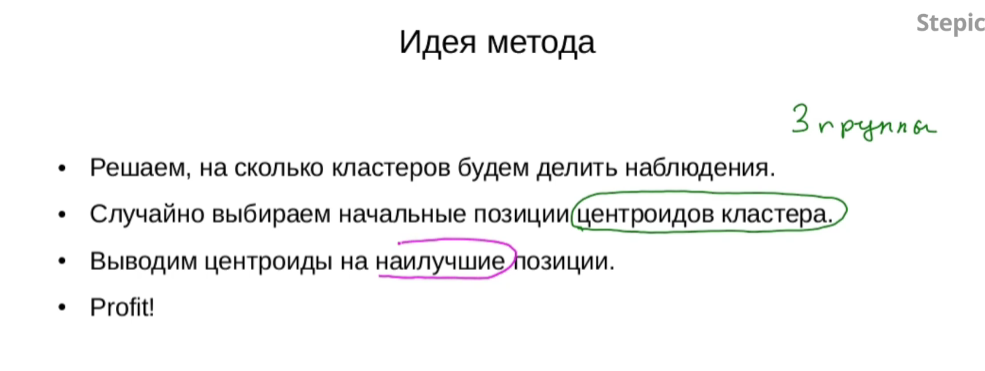 Stepic
Идея метода
3 группы
• Решаем, на сколько кластеров будем делить наблюдения.
• Случайно выбираем начальные позиции центроидов кластера.
• Выводим центроиды на наилучшие позиции.
• Profit!